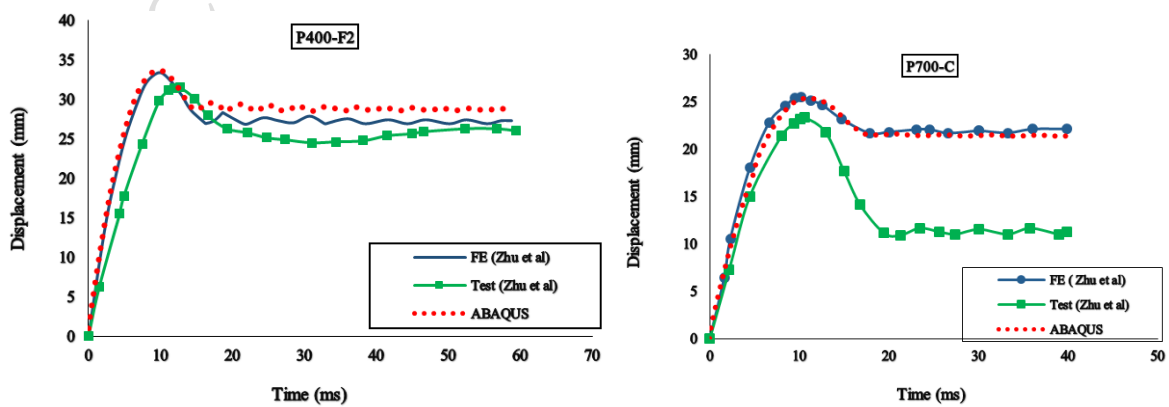 P400-F2
Displacement (mm)
40
35
30
25
20
15
10
5
0
0 10 20 30 40 50 60 70
Time (ms)
FE (Zhu et al)
Test (Zhu et al)
ABAQUS
P700-C
Displacement (mm)
30
25
20
15
10
5
0
0 10 20 30 40 50
Time (ms)
FE ( Zhu et al)
Test (Zhu et al)
ABAQUS